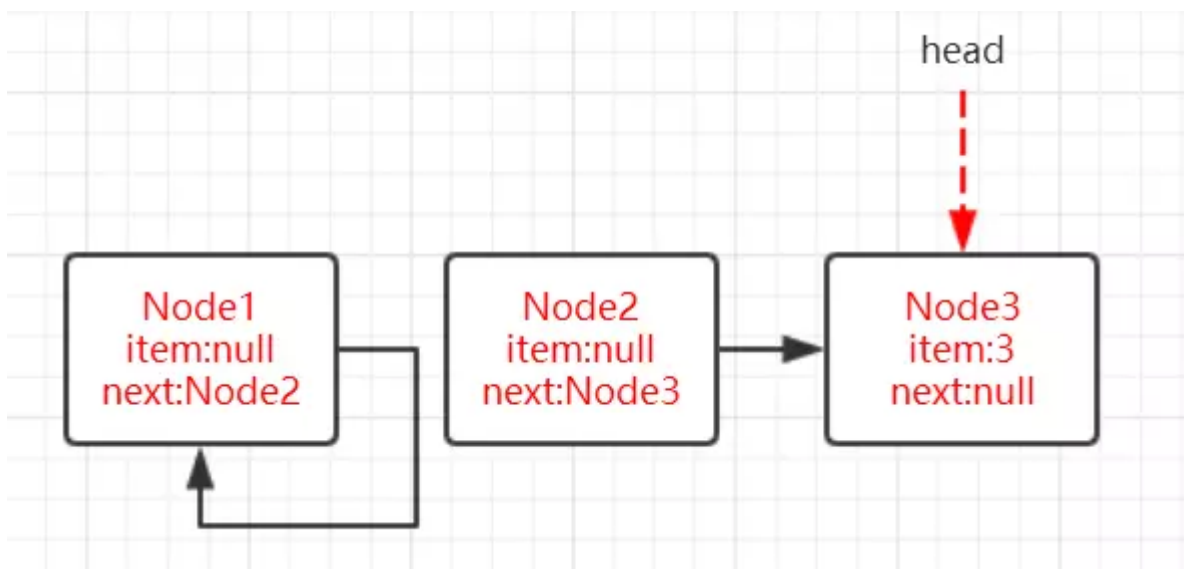 head
Node1
item:null
next:Node2
Node2
item:null
next:Node3
Node3
item:3
next:null